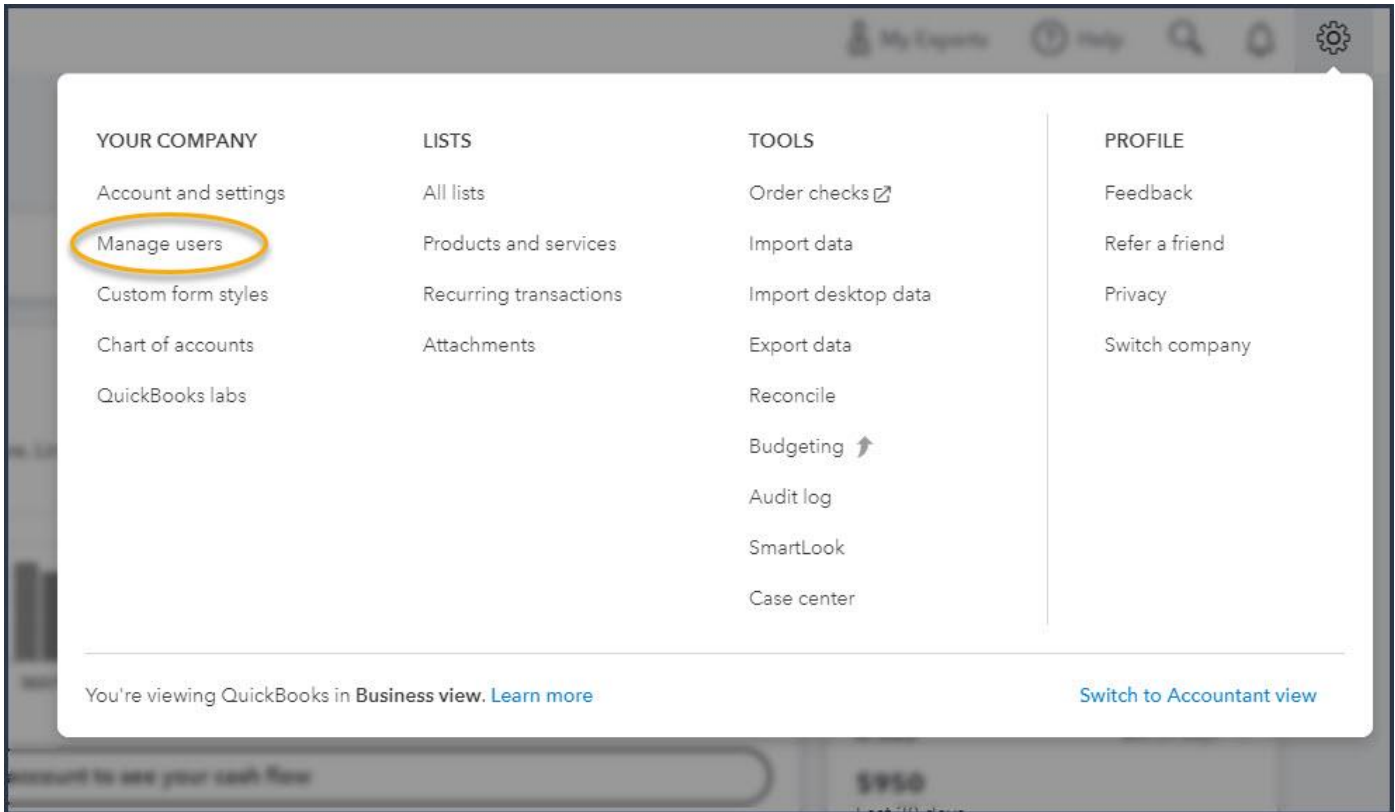 My Experts
Help
YOUR COMPANY
Account and settings
Manage users
Custom form styles
Chart of accounts
QuickBooks labs
LISTS
All lists
Products and services
Recurring transactions
Attachments
TOOLS
Order checks
Import data
Import desktop data
Export data
Reconcile
Budgeting
Audit log
SmartLook
Case center
PROFILE
Feedback
Refer a friend
Privacy
Switch company
You're viewing QuickBooks in Business view. Learn more
Switch to Accountant view
account to see your cash flow
$950